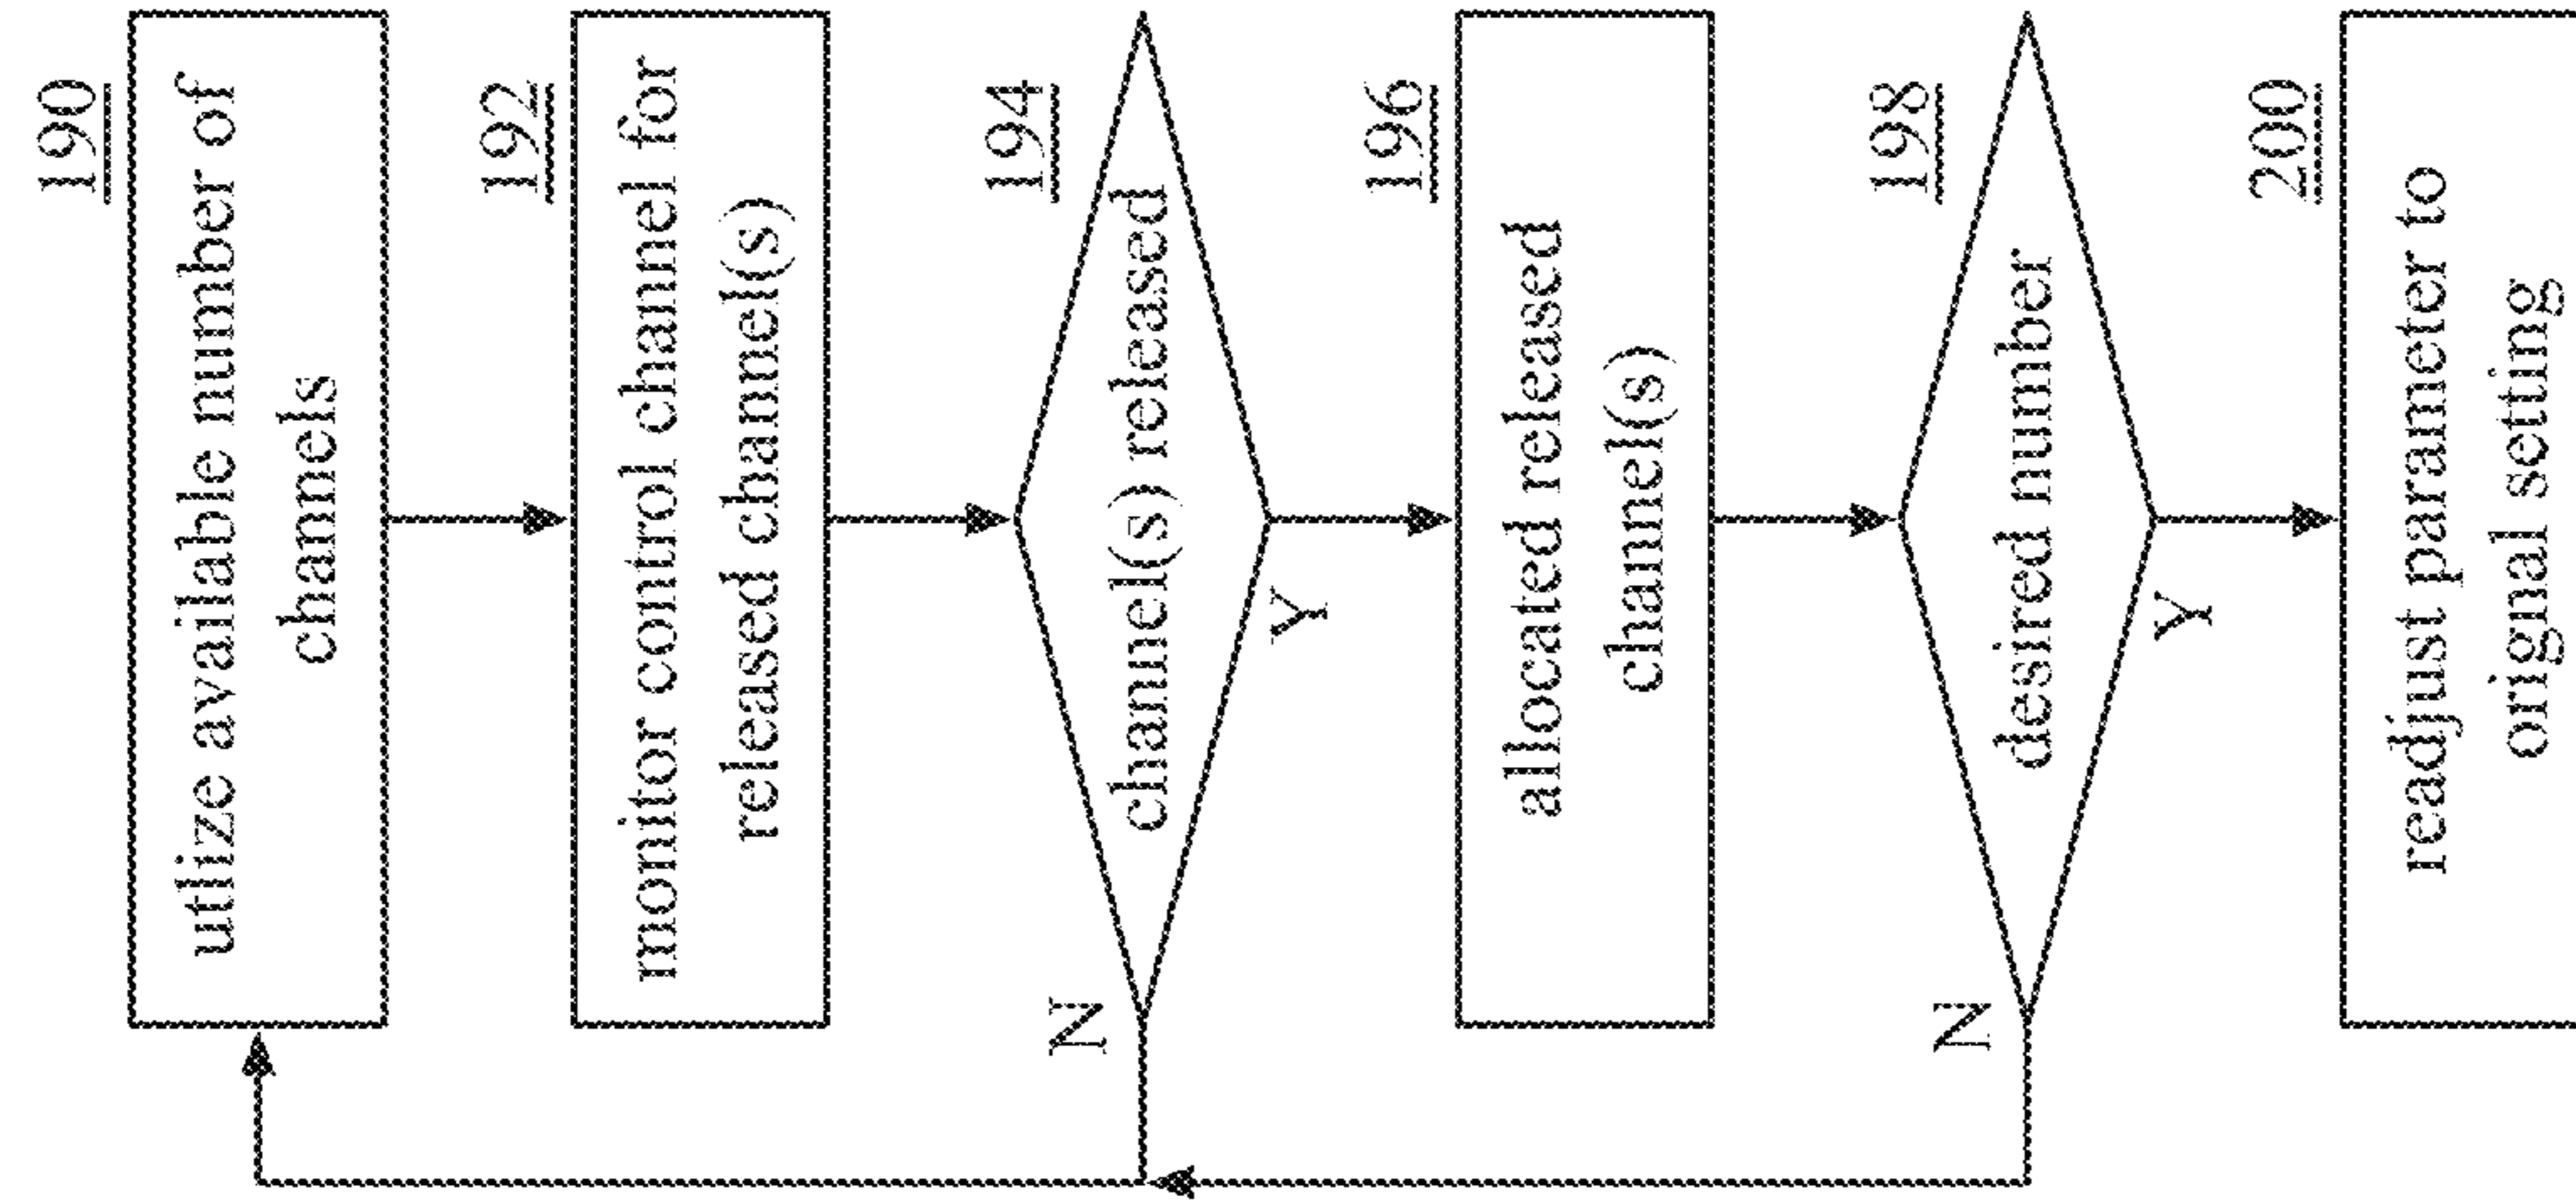 190
utlize available number of
channels
192
monitor control channel for
released channel(s)
194
channel(s) released
N
Y
196
allocated released
channel(s)
198
desired number
N
Y
200
readjust parameter to
orignal setting